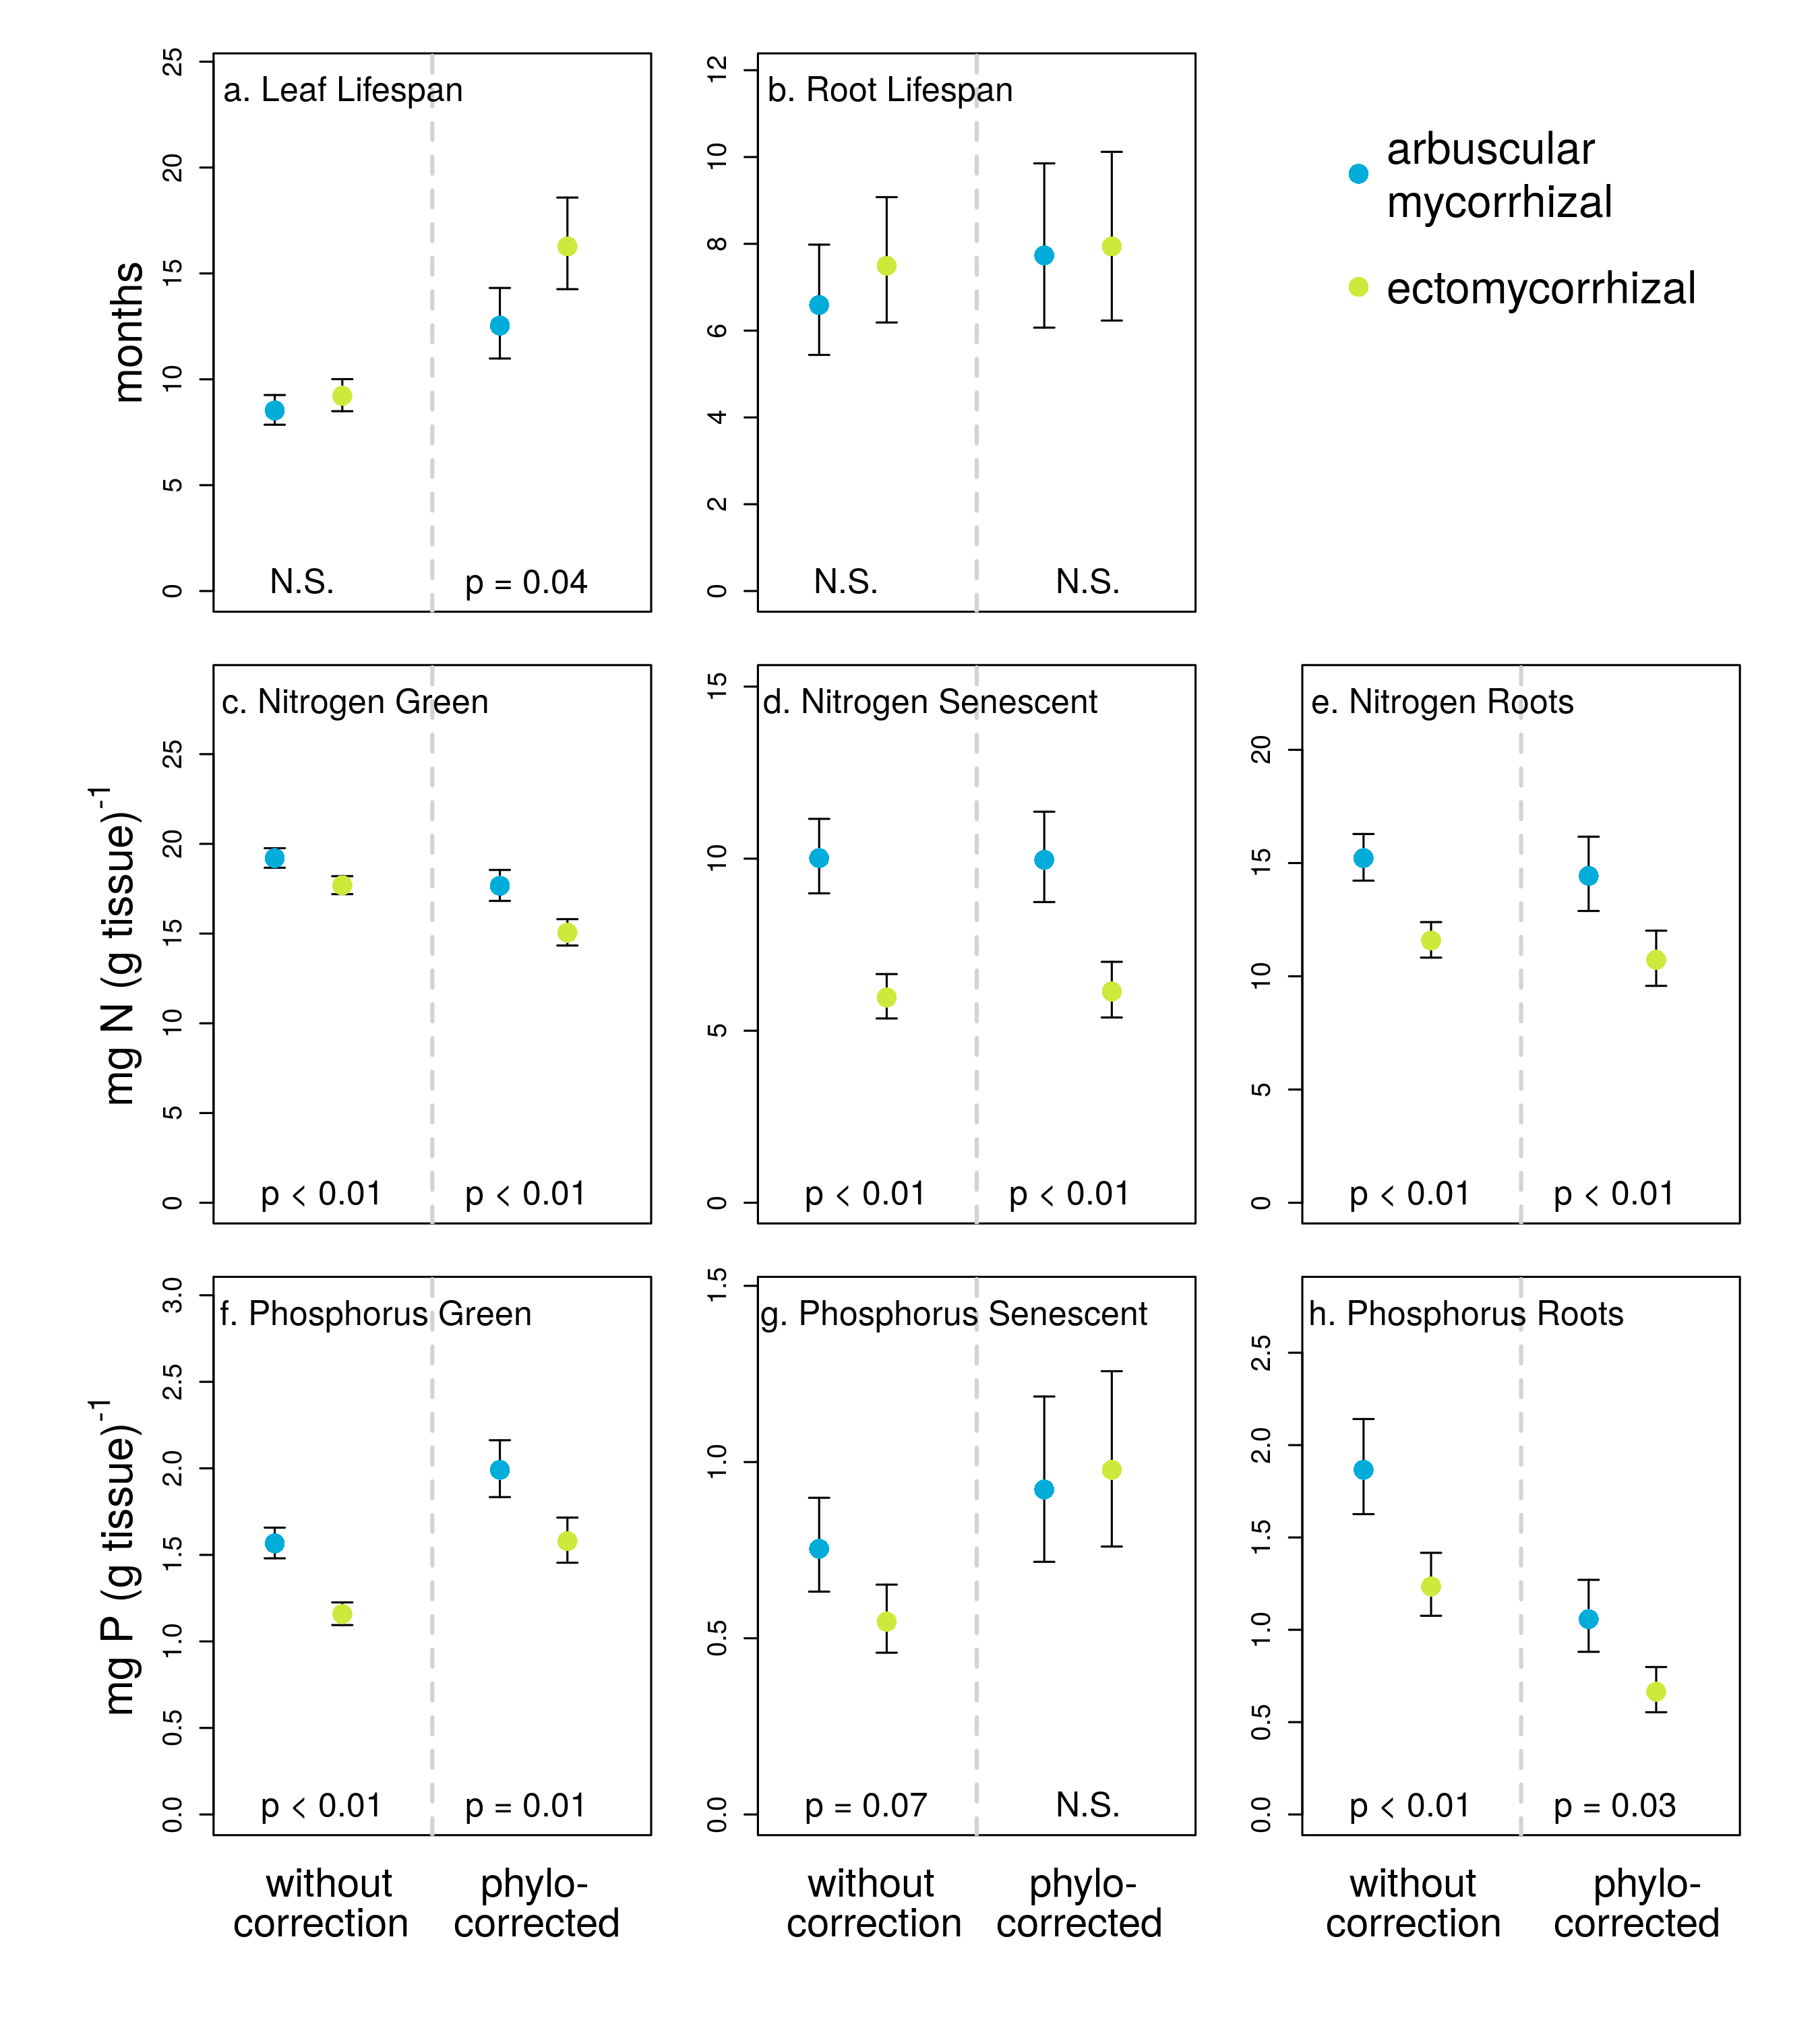 a. Leaf Lifespan
months
0
5
10
15
20
25
N.S.
p = 0.04
b. Root Lifespan
0
2
4
6
8
10
12
N.S.
N.S.
arbuscular
mycorrhizal
ectomycorrhizal
c. Nitrogen Green
mg N (g tissue)-1
0
5
10
15
20
25
p < 0.01
p < 0.01
d. Nitrogen Senescent
0
5
10
15
p < 0.01
p < 0.01
e. Nitrogen Roots
0
5
10
15
20
p < 0.01
p < 0.01
f. Phosphorus Green
mg P (g tissue)-1
0.0
0.5
1.0
1.5
2.0
2.5
3.0
p < 0.01
p = 0.01
g. Phosphorus Senescent
0.0
0.5
1.0
1.5
p = 0.07
N.S.
h. Phosphorus Roots
0.0
0.5
1.0
1.5
2.0
2.5
p < 0.01
p = 0.03
without
correction
phylo-
corrected
without
correction
phylo-
corrected
without
correction
phylo-
corrected